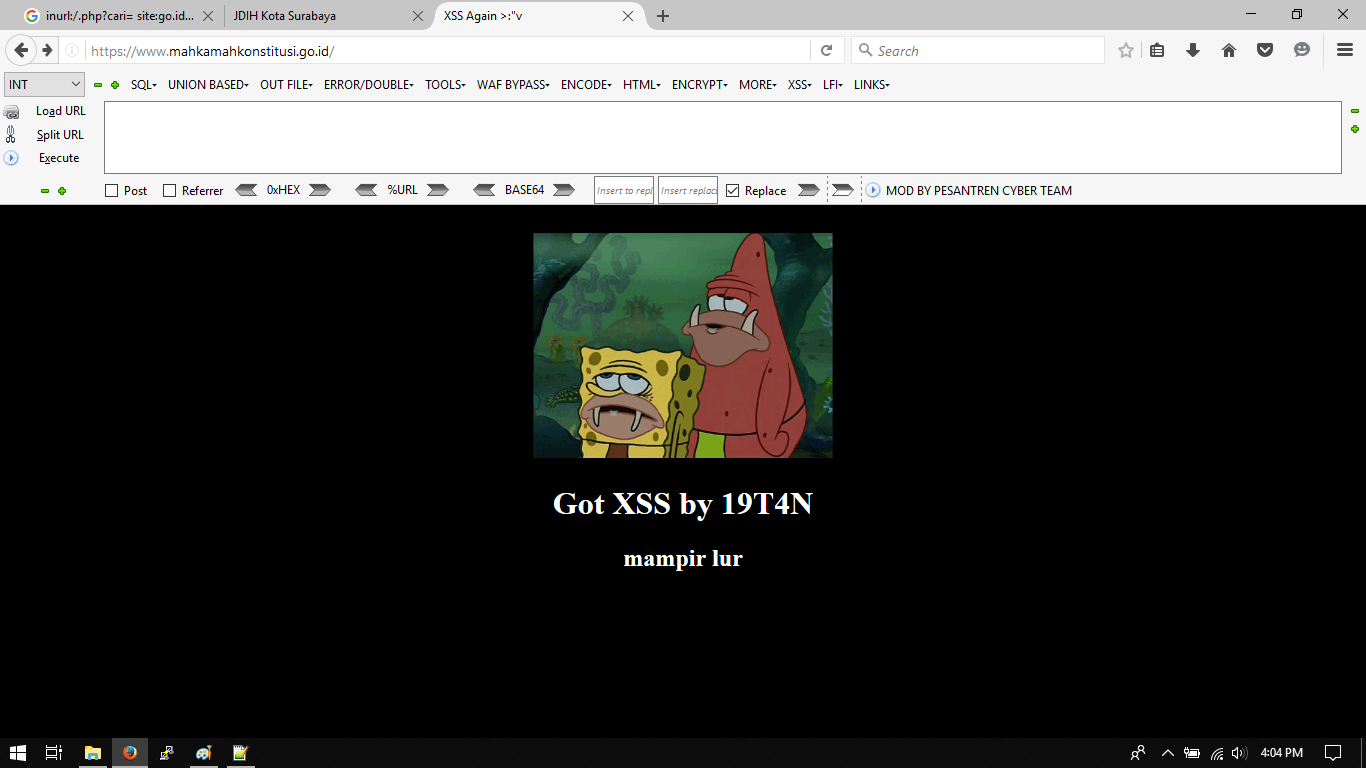 inurl:/.php?cari= site:go.id...
JDIH Kota Surabaya
XSS Again >:"v
https://www.mahkamahkonstitusi.go.id/
Search
INT
SQL
UNION BASED
OUT FILE
ERROR/DOUBLE
TOOLS
WAF BYPASS
ENCODE
HTML
ENCRYPT
MORE
XSS
LFI
LINKS
Load URL
Split URL
Execute
Post
Referrer
0xHEX
%URL
BASE64
Insert to repl
Insert replaci
Replace
MOD BY PESANTREN CYBER TEAM
Got XSS by 19T4N
mampir lur
4:04 PM